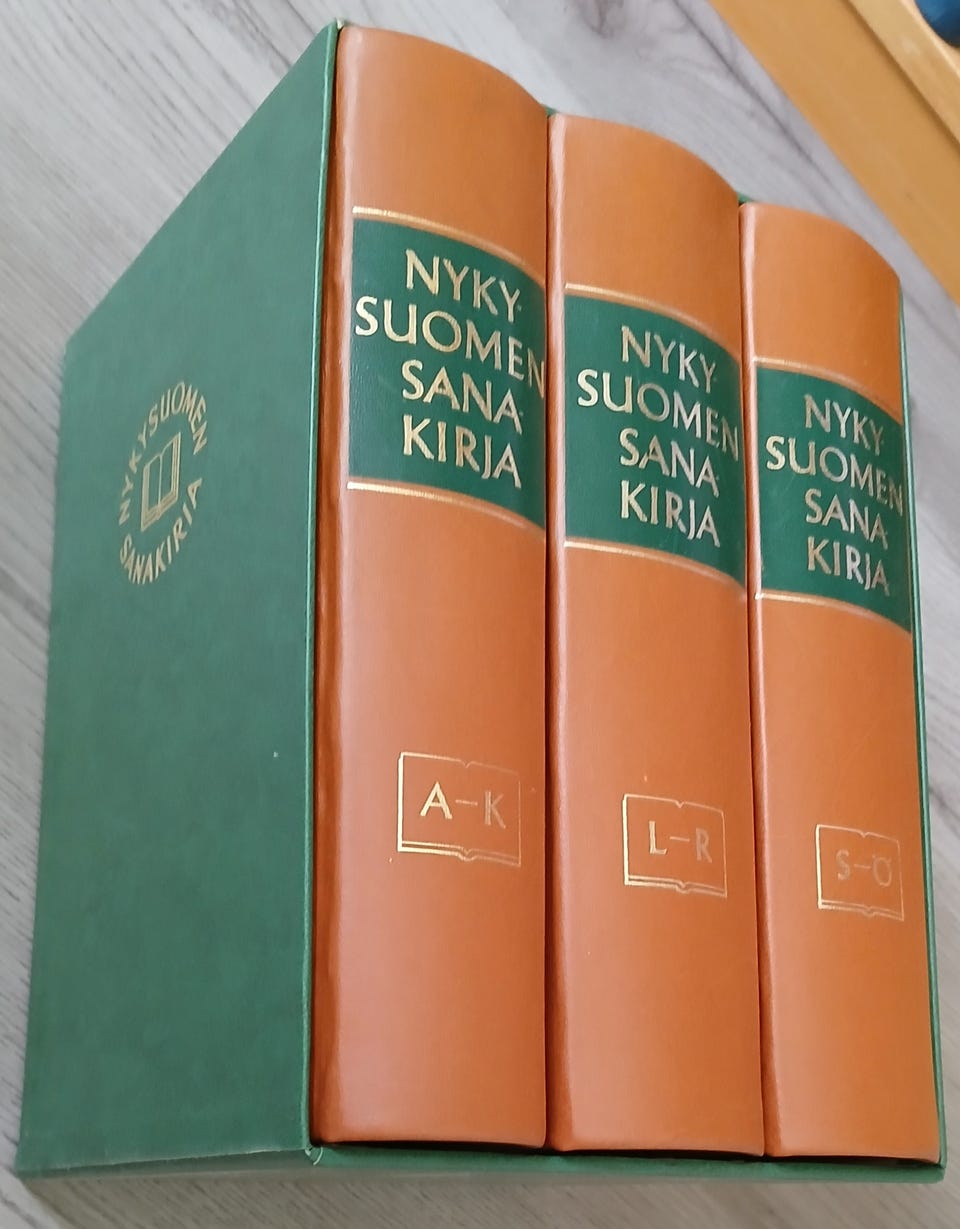 NYKYSUOMEN
SANAKIRJA
NYKY-
SUOMEN
SANA-
KIRJA
A–K
NYKY-
SUOMEN
SANA-
KIRJA
L–R
NYKY-
SUOMEN
SANA-
KIRJA
S–Ö